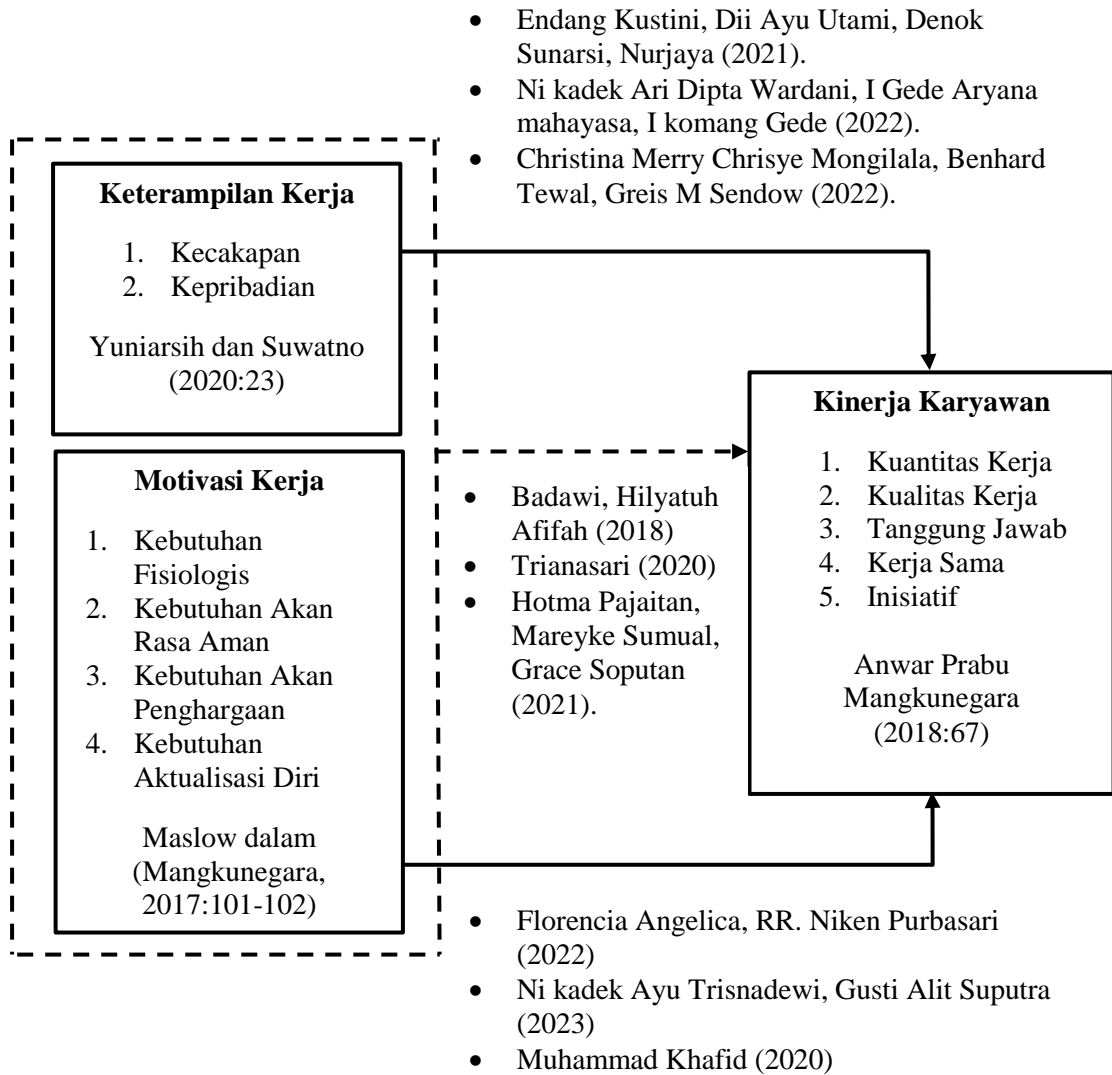 • Endang Kustini, Dii Ayu Utami, Denok
Sunarsi, Nurjaya (2021).
• Ni kadek Ari Dipta Wardani, I Gede Aryana
mahayasa, I komang Gede (2022).
• Christina Merry Chrisye Mongilala, Benhard
Tewal, Greis M Sendow (2022).
Keterampilan Kerja
1. Kecakapan
2. Kepribadian
Yuniarsih dan Suwatno
(2020:23)
Motivasi Kerja
1. Kebutuhan
Fisiologis
2. Kebutuhan Akan
Rasa Aman
3. Kebutuhan Akan
Penghargaan
4. Kebutuhan
Aktualisasi Diri
Maslow dalam
(Mangkunegara,
2017:101-102)
• Badawi, Hilyatuh
Afifah (2018)
• Trianasari (2020)
• Hotma Pajaitan,
Mareyke Sumual,
Grace Soputan
(2021).
Kinerja Karyawan
1. Kuantitas Kerja
2. Kualitas Kerja
3. Tanggung Jawab
4. Kerja Sama
5. Inisiatif
Anwar Prabu
Mangkunegara
(2018:67)
• Florencia Angelica, RR. Niken Purbasari
(2022)
• Ni kadek Ayu Trisnadewi, Gusti Alit Suputra
(2023)
• Muhammad Khafid (2020)